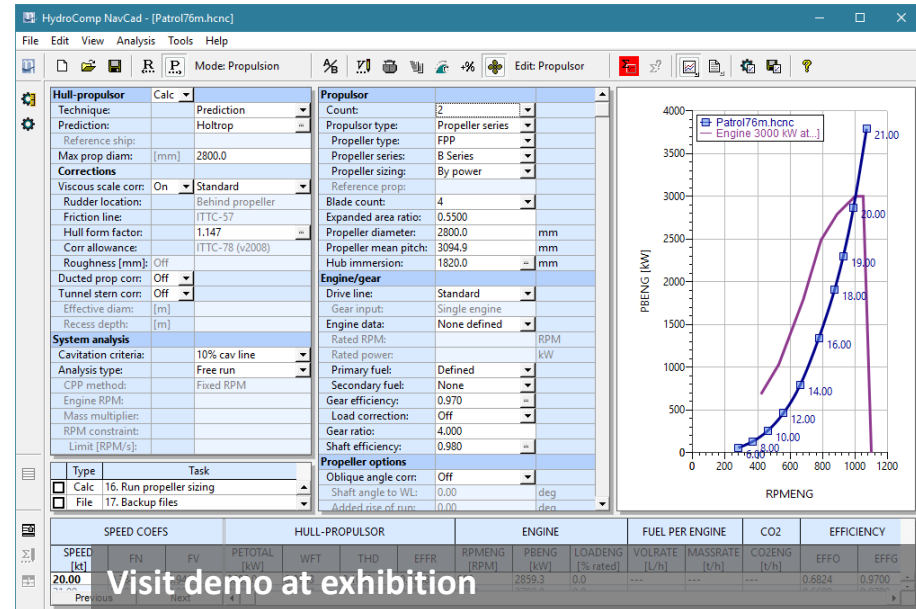 HydroComp NavCad - [Patrol76m.hcnc]
File Edit View Analysis Tools Help
R P Mode: Propulsion A/B +% Edit: Propulsor
Hull-propulsor Calc
Technique: Prediction
Prediction: Holtrop
Reference ship:
Max prop diam: [mm] 2800.0
Corrections
Viscous scale corr: On Standard
Rudder location: Behind propeller
Friction line: ITTC-57
Hull form factor: 1.147
Corr allowance: ITTC-78 (v2008)
Roughness [mm]: Off
Ducted prop corr: Off
Tunnel stern corr: Off
Effective diam: [m]
Recess depth: [m]
System analysis
Cavitation criteria: 10% cav line
Analysis type: Free run
CPP method: Fixed RPM
Engine RPM:
Mass multiplier:
RPM constraint:
Limit [RPM/s]:
Type Task
Calc 16. Run propeller sizing
File 17. Backup files
Propulsor
Count: 2
Propulsor type: Propeller series
Propeller type: FPP
Propeller series: B Series
Propeller sizing: By power
Reference prop:
Blade count: 4
Expanded area ratio: 0.5500
Propeller diameter: 2800.0 mm
Propeller mean pitch: 3094.9 mm
Hub immersion: 1820.0 mm
Engine/gear
Drive line: Standard
Gear input: Single engine
Engine data: None defined
Rated RPM: RPM
Rated power: kW
Primary fuel: Defined
Secondary fuel: None
Gear efficiency: 0.970
Load correction: Off
Gear ratio: 4.000
Shaft efficiency: 0.980
Propeller options
Oblique angle corr: Off
Shaft angle to WL: 0.00 deg
Added rise of run: 0.00 deg
Patrol76m.hcnc
Engine 3000 kW at...]
4000
3500
3000
2500
2000
1500
1000
500
0
PBENG [kW]
21.00
20.00
19.00
18.00
16.00
14.00
12.00
10.00
8.00
6.00
0 200 400 600 800 1000 1200
RPMENG
SPEED COEFS HULL-PROPULSOR ENGINE FUEL PER ENGINE CO2 EFFICIENCY
SPEED FN FV PETOTAL WFT THD EFFR RPMENG PBENG LOADENG VOLRATE MASSRATE CO2ENG EFFO EFFG
[kt] [kW] [RPM] [kW] [% rated] [L/h] [t/h] [t/h]
20.00 2859.3 0.0 --- --- --- 0.6824 0.9700
Previous Next
Visit demo at exhibition